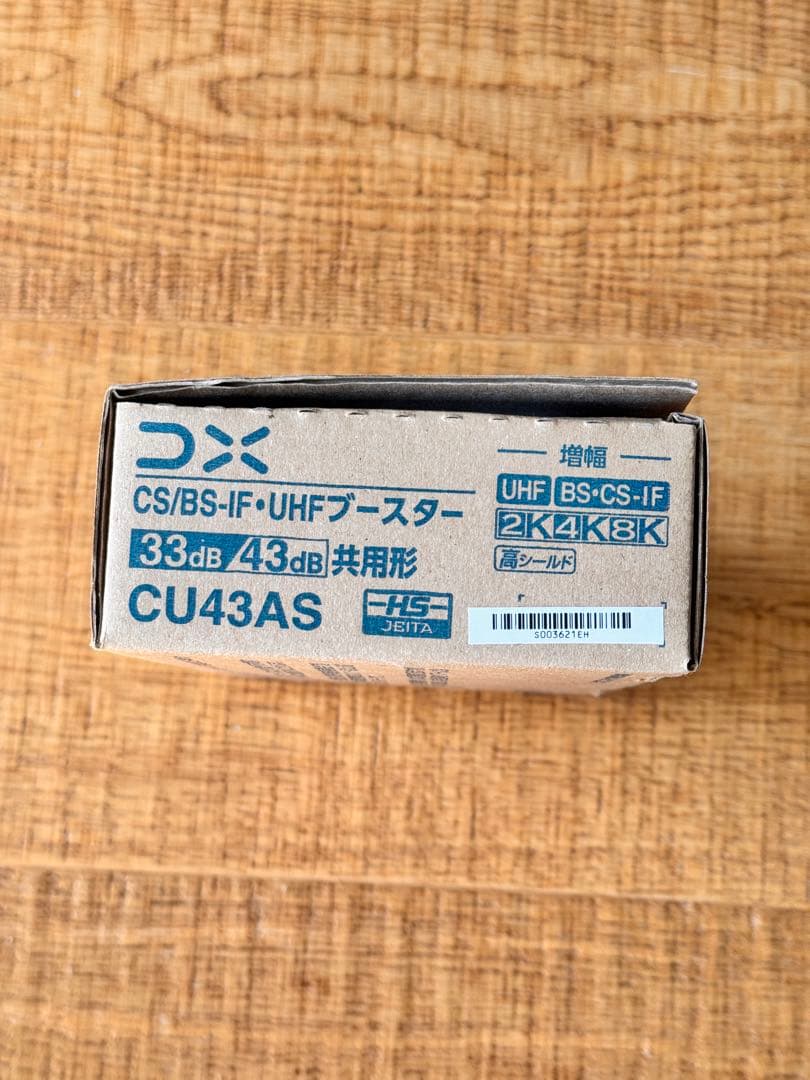 DX
CS/BS-IF・UHFブースター
33dB/43dB共用形
CU43AS
HS
JEITA
増幅
UHF BS・CS-IF
2K4K8K
高シールド
S003621EH